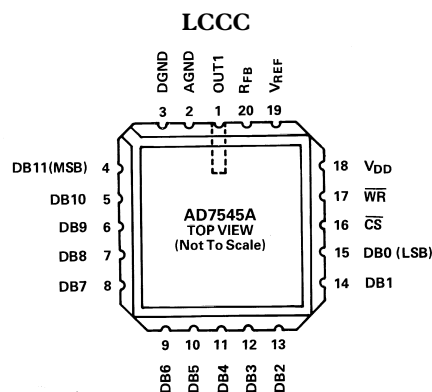 LCCC
DGND
AGND
OUT1
RFB
VREF
3 2 1 20 19
DB11(MSB) 4
DB10 5
DB9 6
DB8 7
DB7 8
AD7545A
TOP VIEW
(Not To Scale)
18 VDD
17 W̅R̅
16 C̅S̅
15 DB0 (LSB)
14 DB1
9 10 11 12 13
DB6
DB5
DB4
DB3
DB2